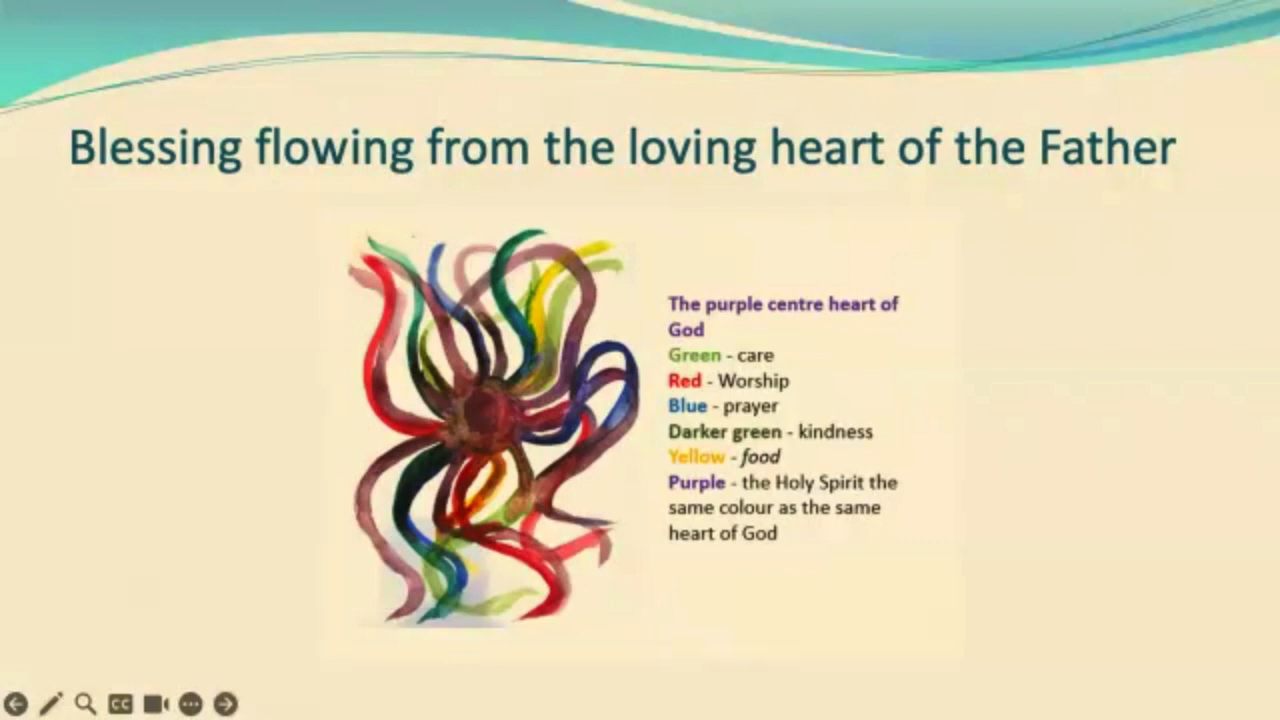 Blessing flowing from the loving heart of the Father
The purple centre heart of
God
Green - care
Red - Worship
Blue - prayer
Darker green - kindness
Yellow - food
Purple - the Holy Spirit the
same colour as the same
heart of God
CC